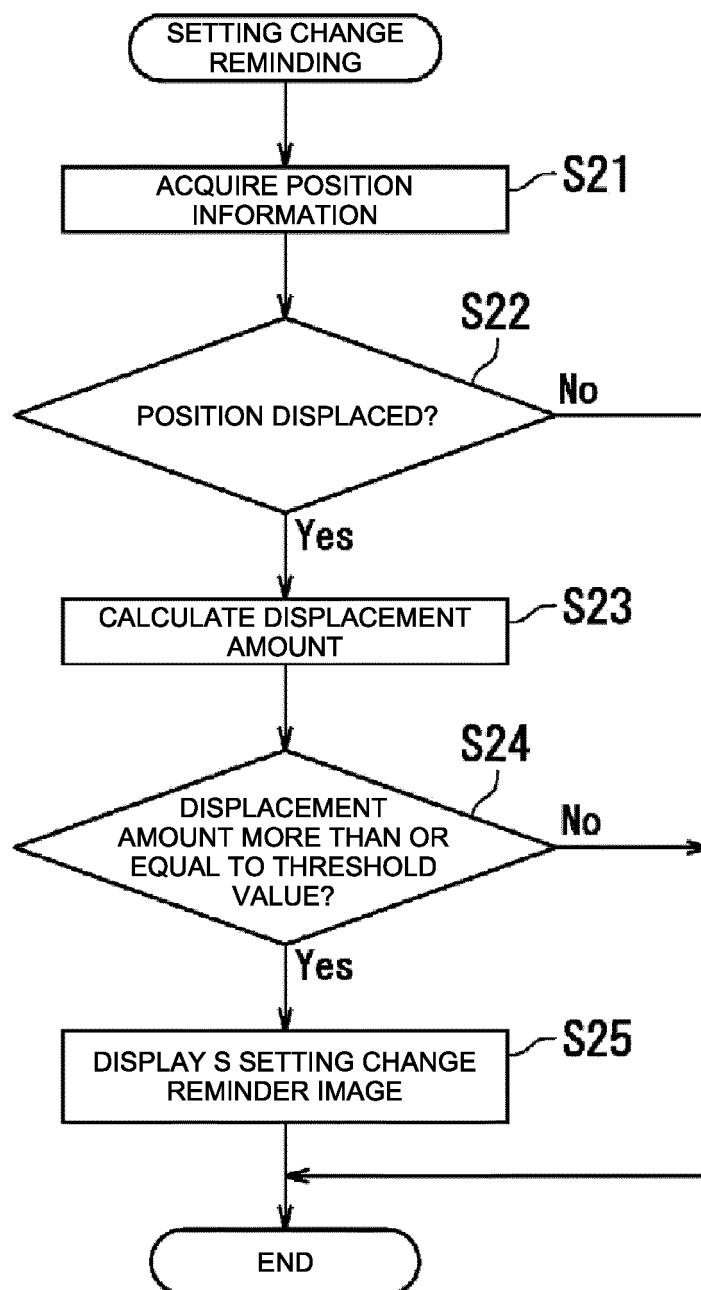 SETTING CHANGE
REMINDING
ACQUIRE POSITION
INFORMATION
S21
S22
POSITION DISPLACED?
No
Yes
CALCULATE DISPLACEMENT
AMOUNT
S23
S24
DISPLACEMENT
AMOUNT MORE THAN OR
EQUAL TO THRESHOLD
VALUE?
No
Yes
DISPLAY S SETTING CHANGE
REMINDER IMAGE
S25
END